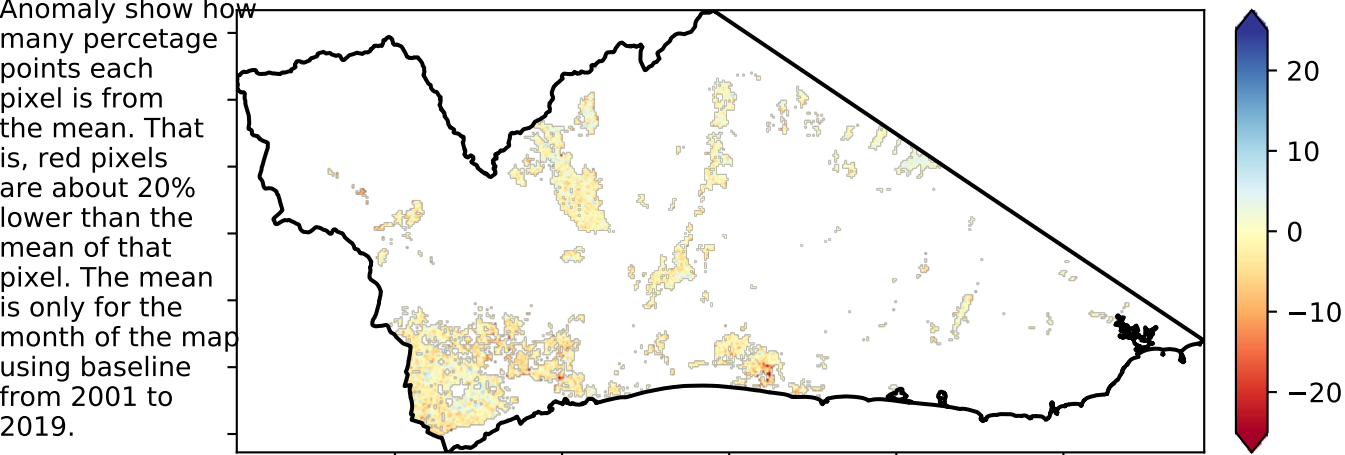 Anomaly show how
many percetage
points each
pixel is from
the mean. That
is, red pixels
are about 20%
lower than the
mean of that
pixel. The mean
is only for the
month of the map
using baseline
from 2001 to
2019.
20
10
0
−10
−20